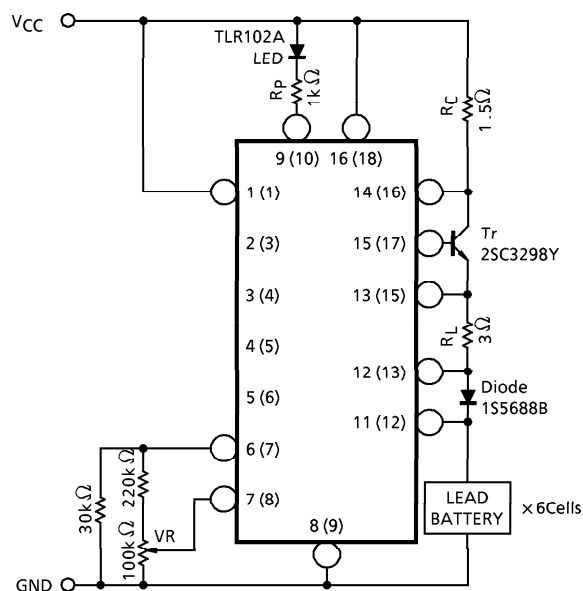 VCC
TLR102A
LED
RP
1kΩ
RC
1.5Ω
9 (10)
16 (18)
1 (1)
14 (16)
2 (3)
15 (17)
Tr
2SC3298Y
3 (4)
13 (15)
RL
3Ω
4 (5)
12 (13)
Diode
1S5688B
5 (6)
11 (12)
6 (7)
30kΩ
220kΩ
7 (8)
LEAD
BATTERY
×6Cells
8 (9)
100kΩ
VR
GND